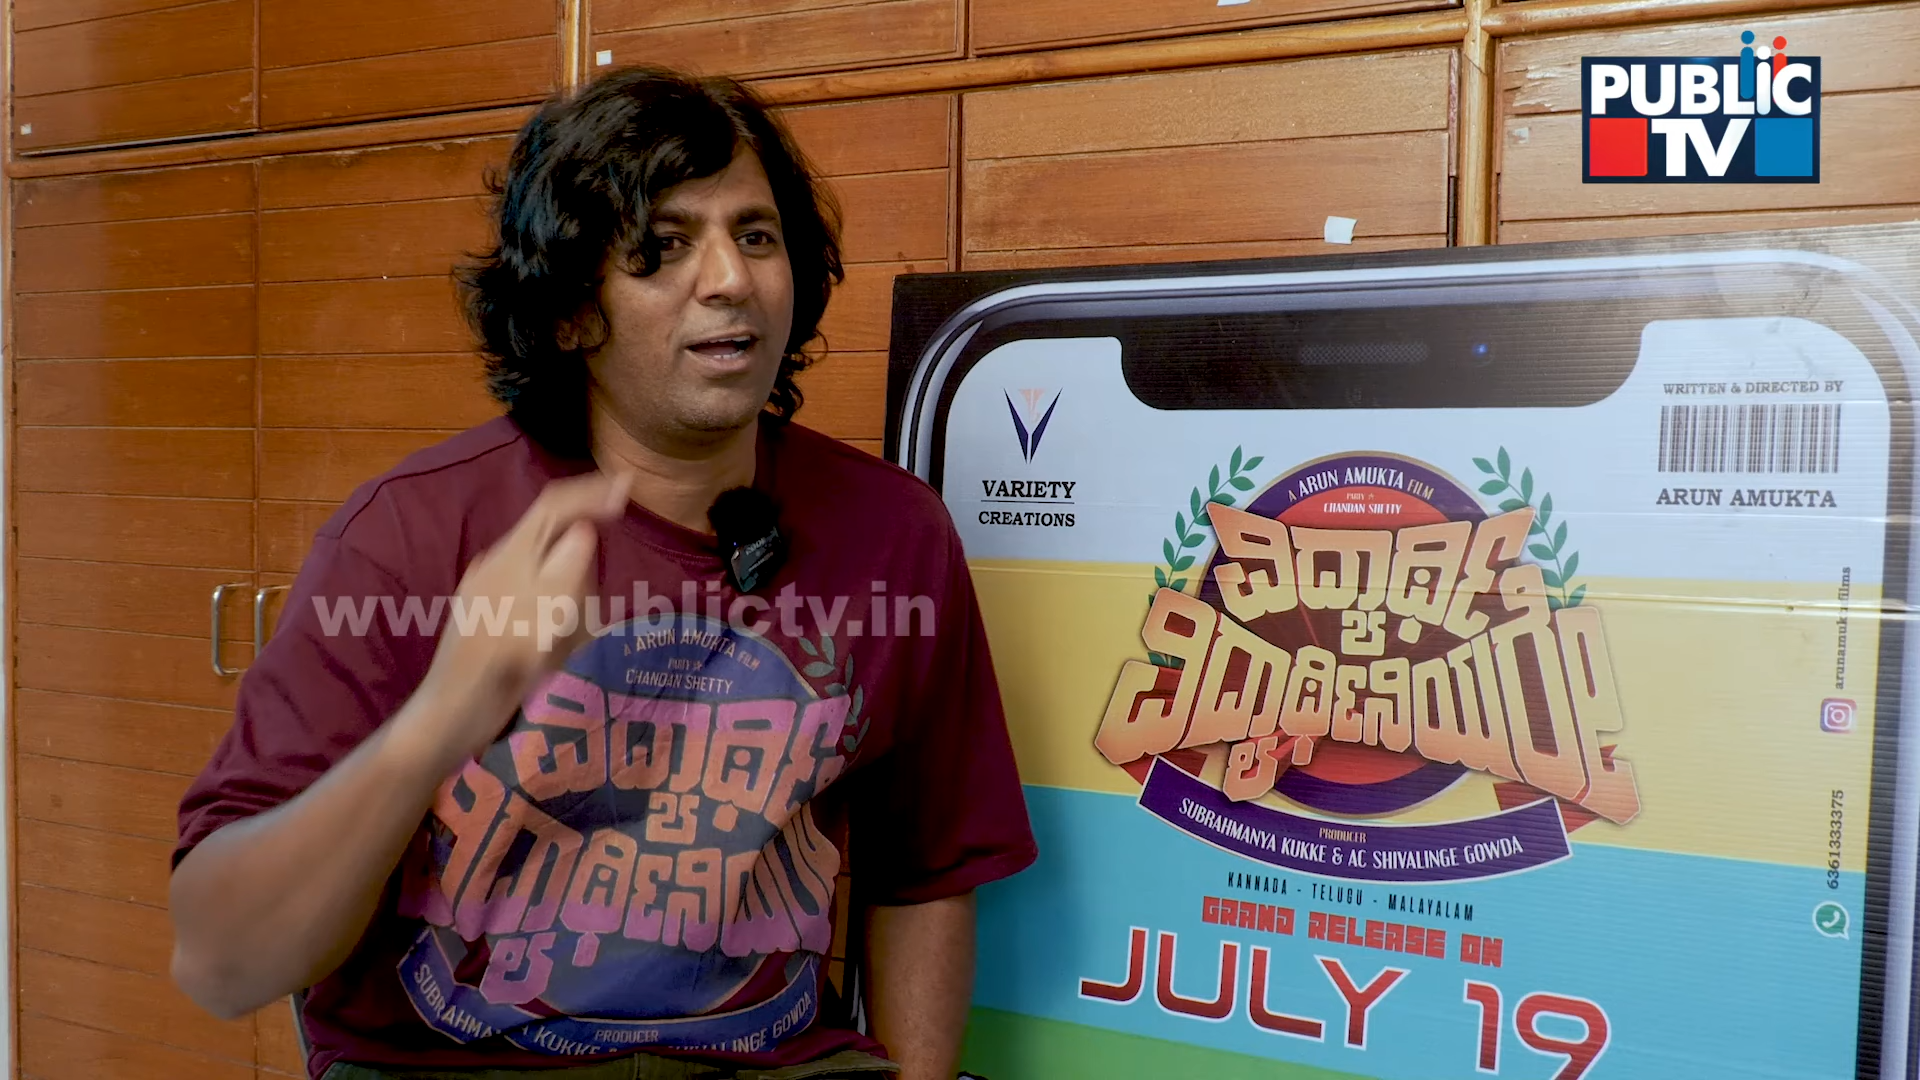 PUBLiC
TV
www.publictv.in
A ARUN AMUKTA FILM
PARTY ☆
CHANDAN SHETTY
ವಿದ್ಯಾರ್ಥಿ
ವಿದ್ಯಾರ್ಥಿನಿಯರ
PRODUCER
VARIETY
CREATIONS
WRITTEN & DIRECTED BY
ARUN AMUKTA
A ARUN AMUKTA FILM
PARTY ☆
CHANDAN SHETTY
ವಿದ್ಯಾರ್ಥಿ
ವಿದ್ಯಾರ್ಥಿನಿಯರೇ
PRODUCER
SUBRAHMANYA KUKKE & AC SHIVALINGE GOWDA
KANNADA - TELUGU - MALAYALAM
GRAND RELEASE ON
JULY 19
6361333375